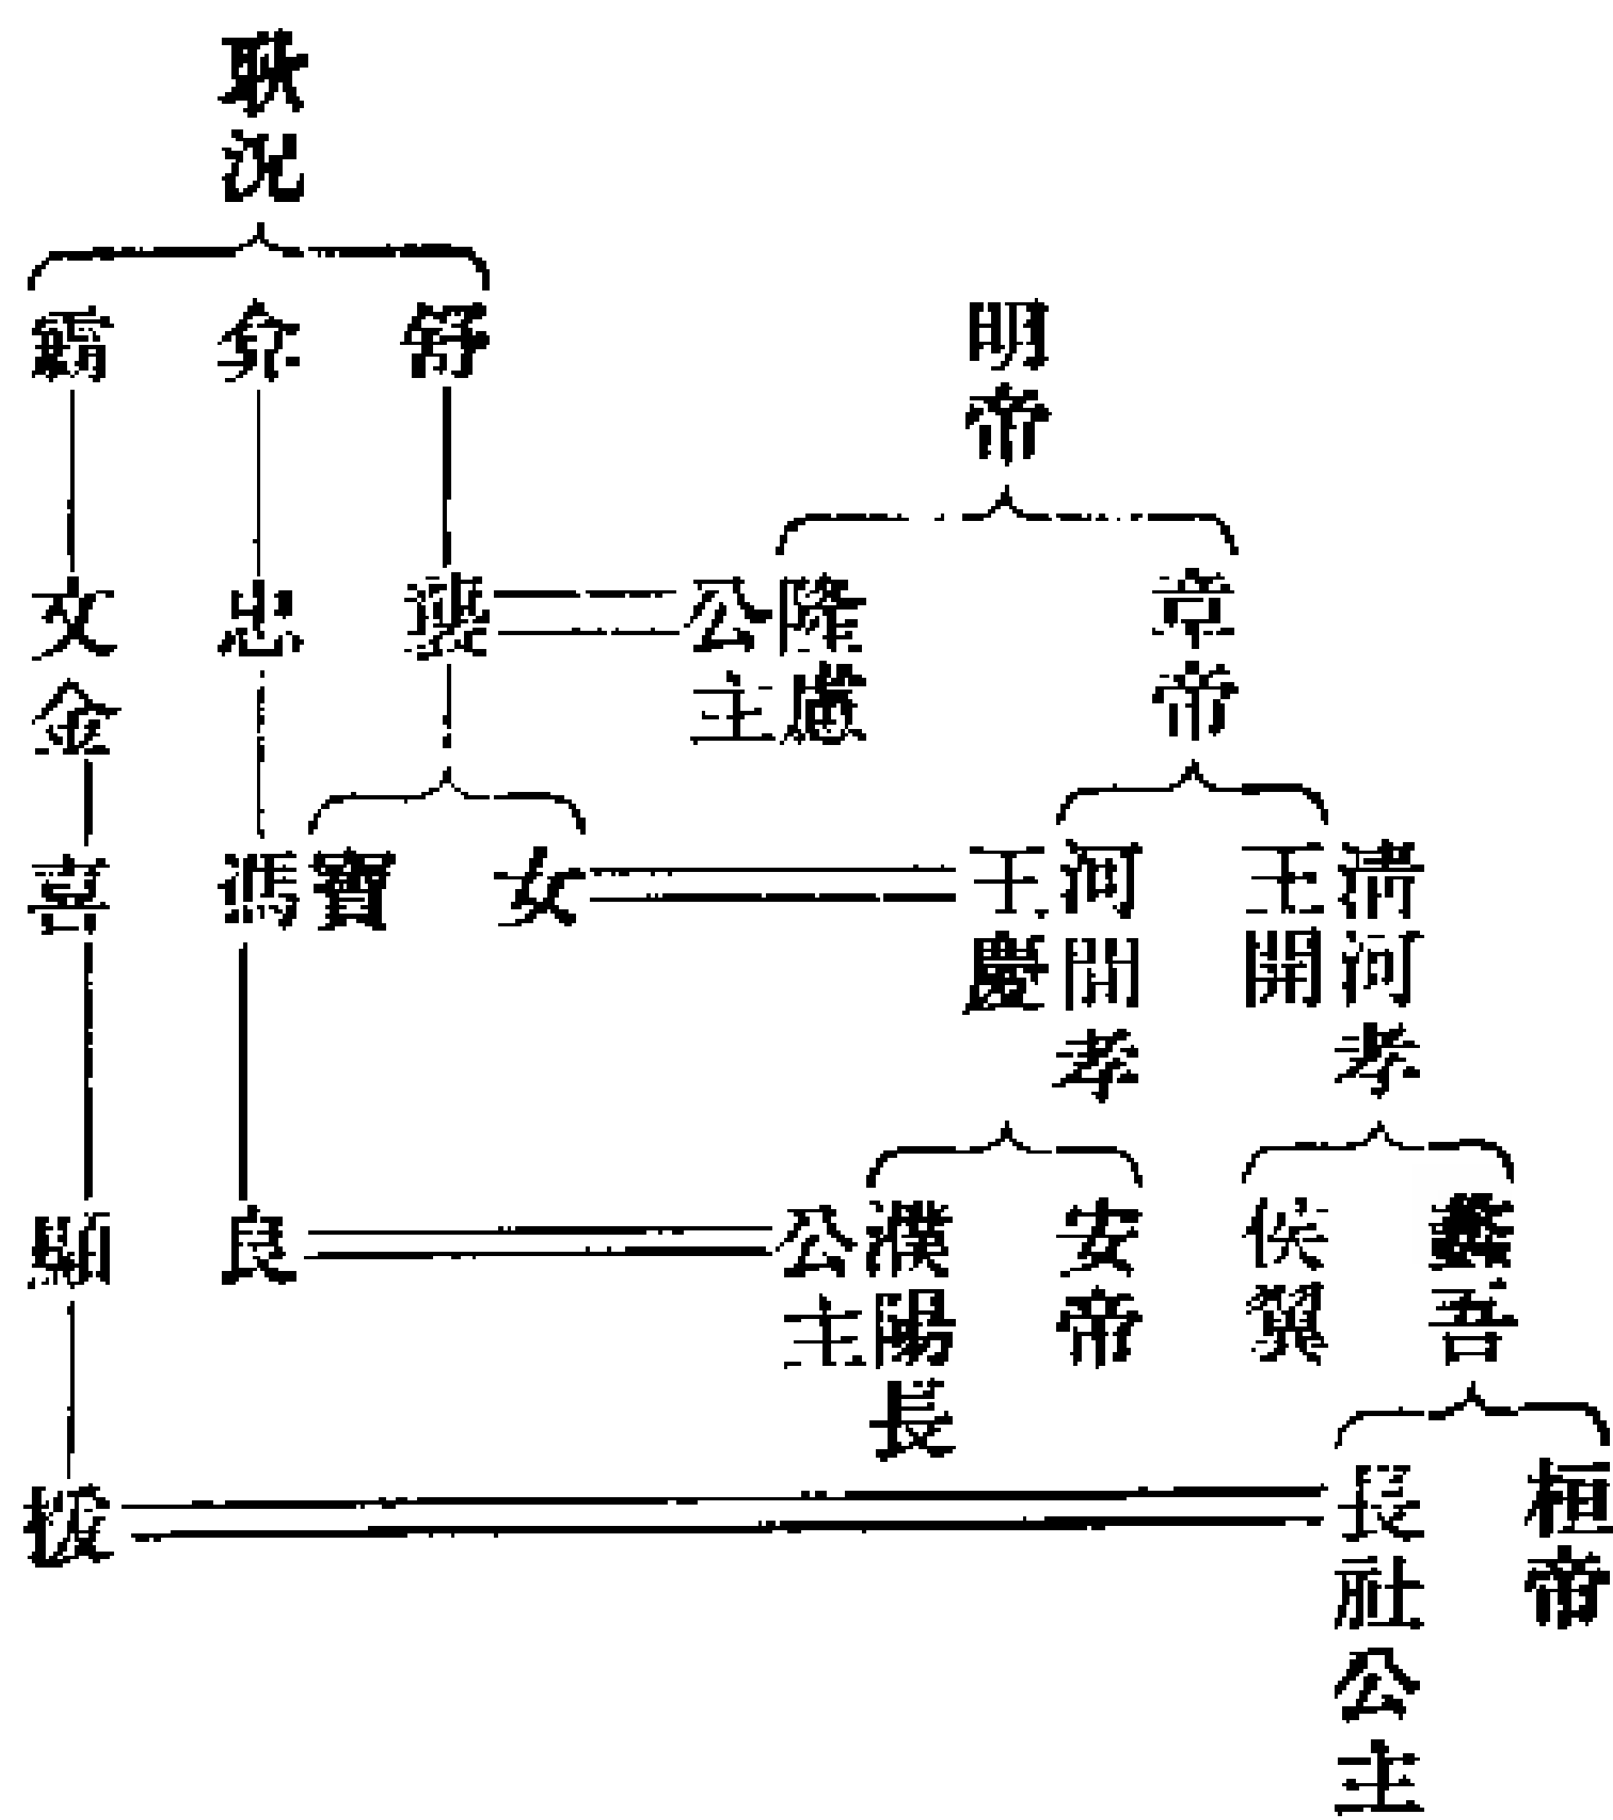 耿況
舒
弇
霸
明帝
襲
忠
文金
隆慮
公主
章帝
女
寶
馮
喜
河間孝
王慶
清河孝
王開
良
顯
濮陽長
公主
安帝
蠡吾
侯翼
援
長社公主
桓帝